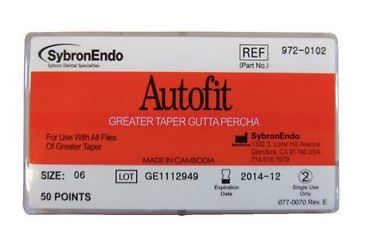 SybronEndo
Sybron Dental Specialties
REF 972-0102
(Part No.)
Autofit
GREATER TAPER GUTTA PERCHA
For Use With All Files
Of Greater Taper
SybronEndo
1332 S. Lone Hill Avenue
Glendora, CA 91740 USA
714.516.7979
MADE IN CAMBODIA
SIZE: 06
LOT GE1112949
Expiration
Date
2014-12
2
Single Use
Only
50 POINTS
077-0070 Rev. E